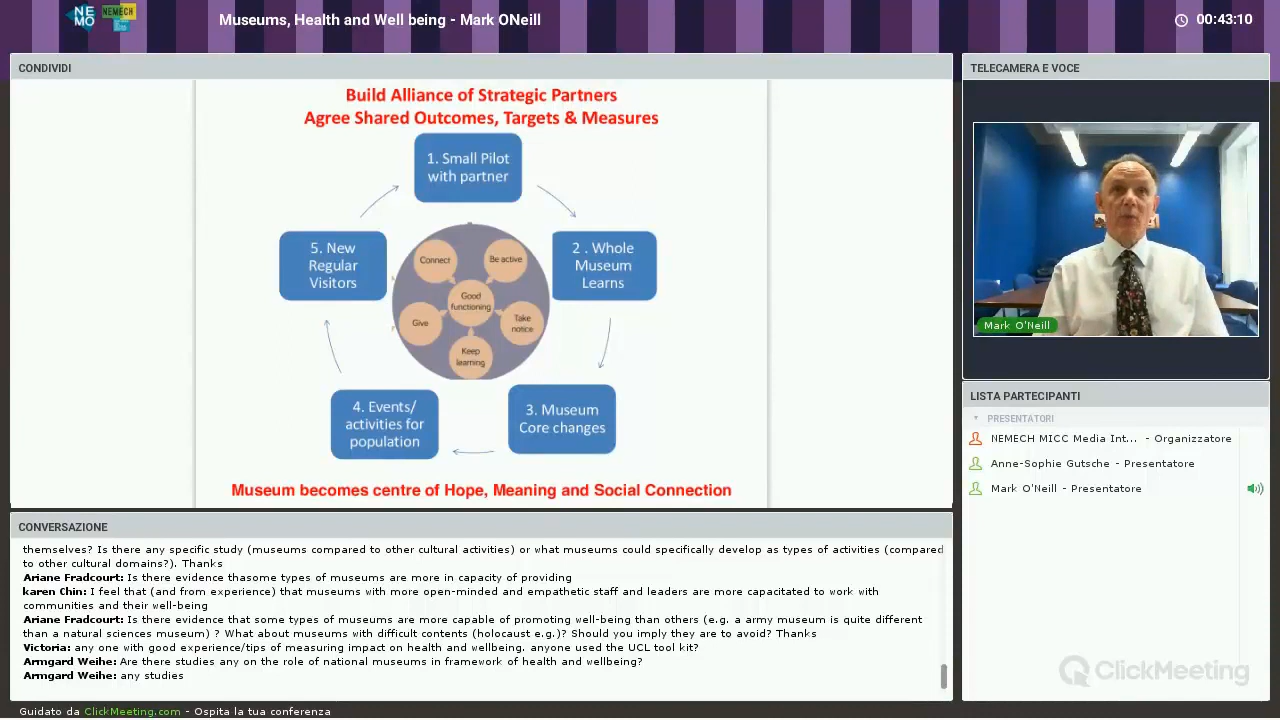 NE
MO
NEMECH
Museums, Health and Well being - Mark ONeill
00:43:10
CONDIVIDI
Build Alliance of Strategic Partners
Agree Shared Outcomes, Targets & Measures
1. Small Pilot
with partner
2 . Whole
Museum
Learns
3. Museum
Core changes
4. Events/
activities for
population
5. New
Regular
Visitors
Connect
Be active
Good
functioning
Give
Take
notice
Keep
learning
Museum becomes centre of Hope, Meaning and Social Connection
TELECAMERA E VOCE
Mark O'Neill
LISTA PARTECIPANTI
PRESENTATORI
NEMECH MICC Media Int... - Organizzatore
Anne-Sophie Gutsche - Presentatore
Mark O'Neill - Presentatore
CONVERSAZIONE
themselves? Is there any specific study (museums compared to other cultural activities) or what museums could specifically develop as types of activities (compared
to other cultural domains?). Thanks
Ariane Fradcourt: Is there evidence thasome types of museums are more in capacity of providing
karen Chin: I feel that (and from experience) that museums with more open-minded and empathetic staff and leaders are more capacitated to work with
communities and their well-being
Ariane Fradcourt: Is there evidence that some types of museums are more capable of promoting well-being than others (e.g. a army museum is quite different
than a natural sciences museum) ? What about museums with difficult contents (holocaust e.g.)? Should you imply they are to avoid? Thanks
Victoria: any one with good experience/tips of measuring impact on health and wellbeing. anyone used the UCL tool kit?
Armgard Weihe: Are there studies any on the role of national museums in framework of health and wellbeing?
Armgard Weihe: any studies
ClickMeeting
Guidato da ClickMeeting.com - Ospita la tua conferenza